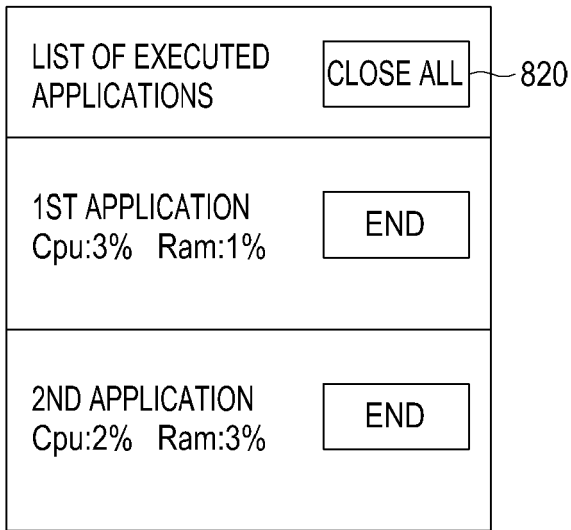 LIST OF EXECUTED
APPLICATIONS
CLOSE ALL
820
1ST APPLICATION
Cpu:3% Ram:1%
END
2ND APPLICATION
Cpu:2% Ram:3%
END